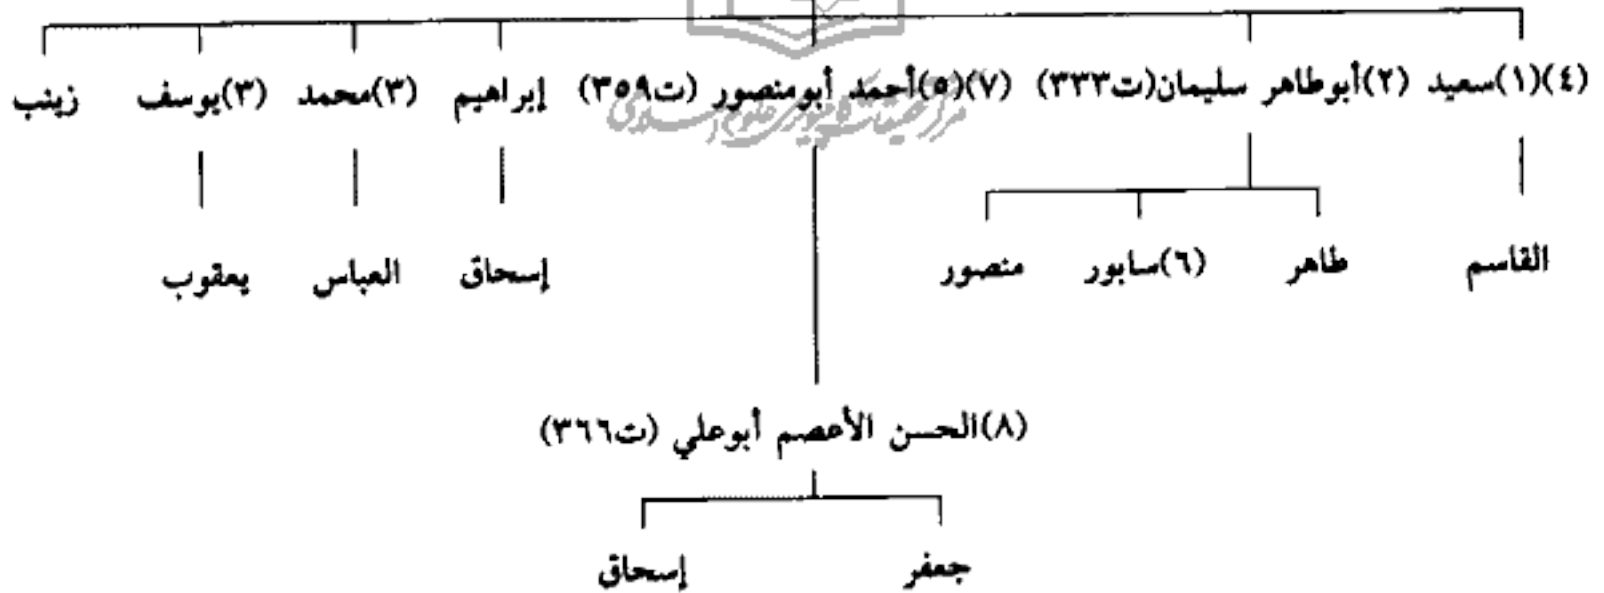 (٤)(١)سعيد (٢)أبوطاهر سليمان(ت٣٣٣) (٧)(٥)أحمد أبومنصور (ت٣٥٩) إبراهيم (٣)محمد (٣)يوسف زينب
القاسم طاهر (٦)سابور منصور إسحاق العباس يعقوب
(٨)الحسن الأعصم أبوعلي (ت٣٦٦)
جعفر إسحاق